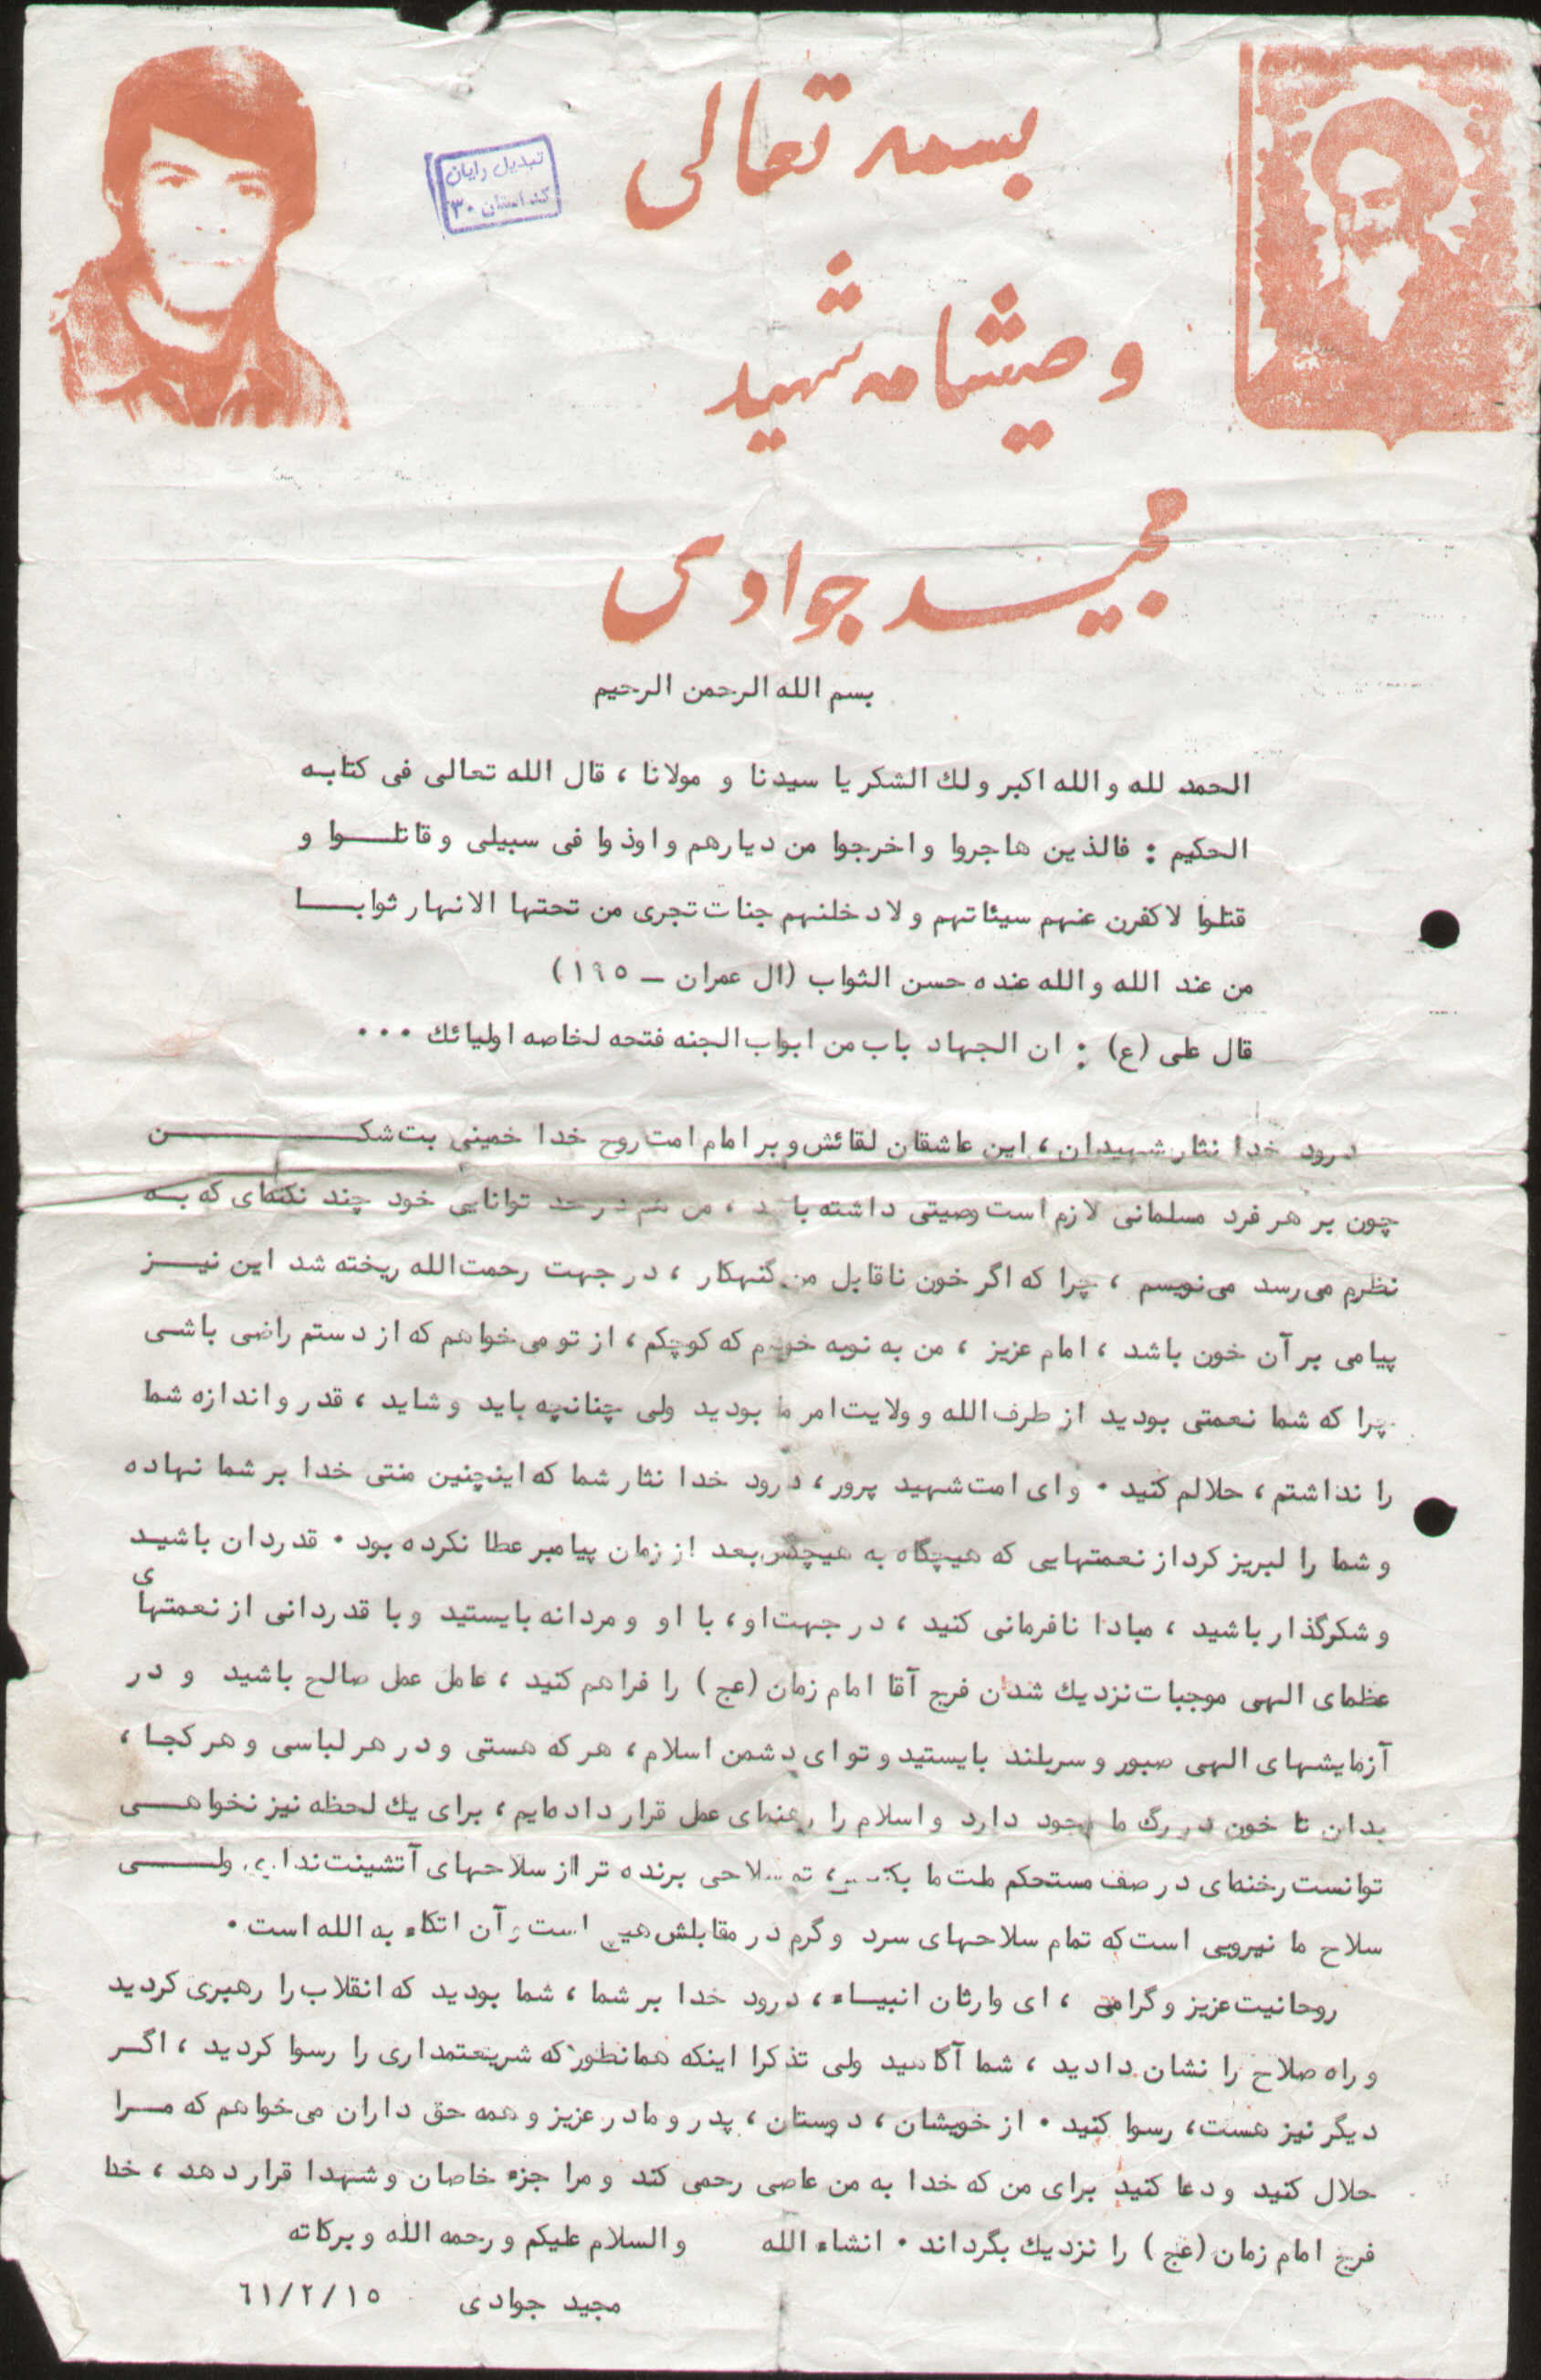 بسمه تعالی
تبدیل رایان
وصیتنامه شهید
مجید جوادی
بسم الله الرحمن الرحیم
الحمد لله و الله اکبر و لك الشکر یا سیدنا و مولانا ، قال الله تعالی فی کتابه
الحکیم : فالذین هاجروا و اخرجوا من دیارهم و اوذوا فی سبیلی و قاتلوا و
قتلوا لاکفرن عنهم سیئاتهم و لادخلنهم جنات تجری من تحتها الانهار ثوابا
من عند الله و الله عنده حسن الثواب (ال عمران ــ ١٩٥)
قال علی (ع) : ان الجهاد باب من ابواب الجنه فتحه لخاصه اولیائك ...
درود خدا نثار شهیدان ، این عاشقان لقائش و بر امام امت روح خدا خمینی بت شکن
چون بر هر فرد مسلمانی لازم است وصیتی داشته باشد ، من هم در حد توانایی خود چند نکته‌ای که به
نظرم می‌رسد می‌نویسم ، چرا که اگر خون ناقابل من گنهکار ، در جهت رحمت الله ریخته شد این نیز
پیامی بر آن خون باشد ، امام عزیز ، من به نوبه خودم که کوچکم ، از تو می‌خواهم که از دستم راضی باشی
چرا که شما نعمتی بودید از طرف الله و ولایت امر ما بودید ولی چنانچه باید و شاید ، قدر و اندازه شما
را نداشتم ، حلالم کنید . و ای امت شهید پرور ، درود خدا نثار شما که اینچنین منتی خدا بر شما نهاده
و شما را لبریز کرد از نعمتهایی که هیچگاه به هیچکس بعد از زمان پیامبر عطا نکرده بود . قدردان باشید
و شکرگذار باشید ، مبادا نافرمانی کنید ، در جهت او ، با او و مردانه بایستید و با قدردانی از نعمتهای
عظمای الهی موجبات نزدیك شدن فرج آقا امام زمان (عج) را فراهم کنید ، عامل عمل صالح باشید و در
آزمایشهای الهی صبور و سربلند بایستید و تو ای دشمن اسلام ، هر که هستی و در هر لباسی و هر کجا ،
بدان تا خون در رگ ما وجود دارد و اسلام را رهنمای عمل قرار داده‌ایم ، برای یك لحظه نیز نخواهی
توانست رخنه‌ای در صف مستحکم ملت ما بکنی ، تو سلاحی برنده تر از سلاحهای آتشینت نداری ولی
سلاح ما نیرویی است که تمام سلاحهای سرد و گرم در مقابلش هیچ است و آن اتکاء به الله است .
روحانیت عزیز و گرامی ، ای وارثان انبیاء ، درود خدا بر شما ، شما بودید که انقلاب را رهبری کردید
و راه صلاح را نشان دادید ، شما آگاهید ولی تذکرا اینکه همانطور که شریعتمداری را رسوا کردید ، اگر
دیگر نیز هست ، رسوا کنید . از خویشان ، دوستان ، پدر و مادر عزیز و همه حق داران می‌خواهم که مرا
حلال کنید و دعا کنید برای من که خدا به من عاصی رحمی کند و مرا جزء خاصان و شهدا قرار دهد ، خدا
فرج امام زمان (عج) را نزدیك بگرداند . انشاء الله والسلام علیکم و رحمه الله و برکاته
مجید جوادی ٦١/٢/١٥